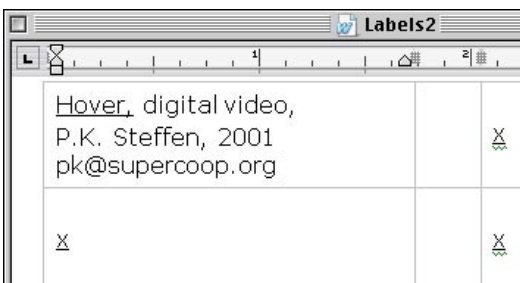 Labels2
L 1 2
Hover, digital video,
P.K. Steffen, 2001
pk@supercoop.org
X
X
X